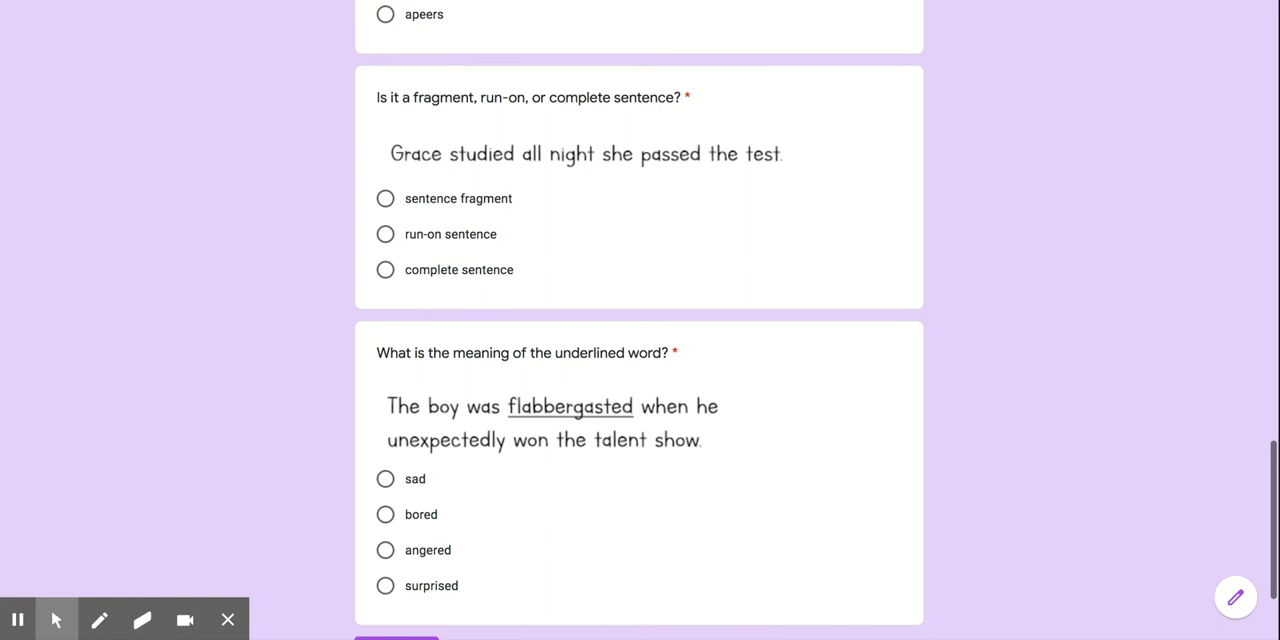 apeers
Is it a fragment, run-on, or complete sentence? *
Grace studied all night she passed the test.
sentence fragment
run-on sentence
complete sentence
What is the meaning of the underlined word? *
The boy was flabbergasted when he
unexpectedly won the talent show.
sad
bored
angered
surprised